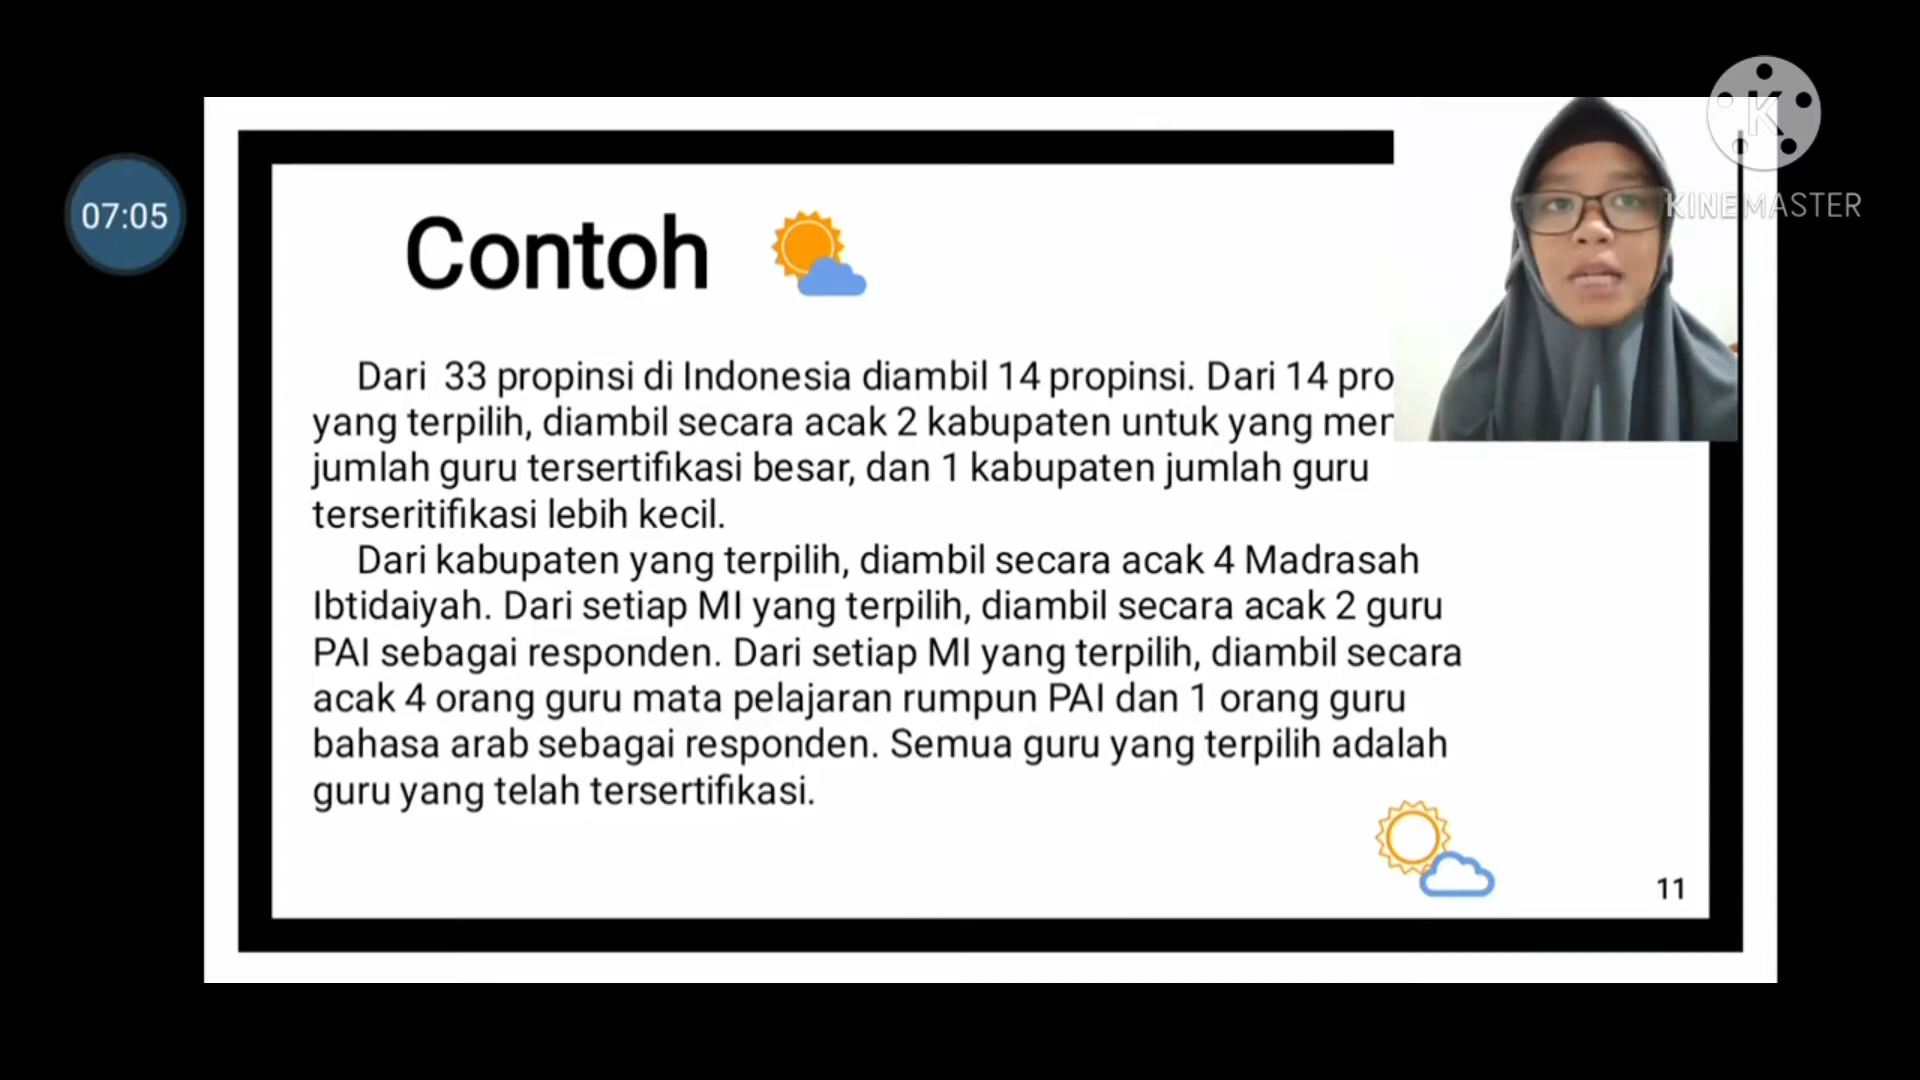 07:05
K
KINEMASTER
Contoh
Dari 33 propinsi di Indonesia diambil 14 propinsi. Dari 14
yang terpilih, diambil secara acak 2 kabupaten untuk yang
jumlah guru tersertifikasi besar, dan 1 kabupaten jumlah guru
terseritifikasi lebih kecil.
Dari kabupaten yang terpilih, diambil secara acak 4 Madrasah
Ibtidaiyah. Dari setiap MI yang terpilih, diambil secara acak 2 guru
PAI sebagai responden. Dari setiap MI yang terpilih, diambil secara
acak 4 orang guru mata pelajaran rumpun PAI dan 1 orang guru
bahasa arab sebagai responden. Semua guru yang terpilih adalah
guru yang telah tersertifikasi.
11